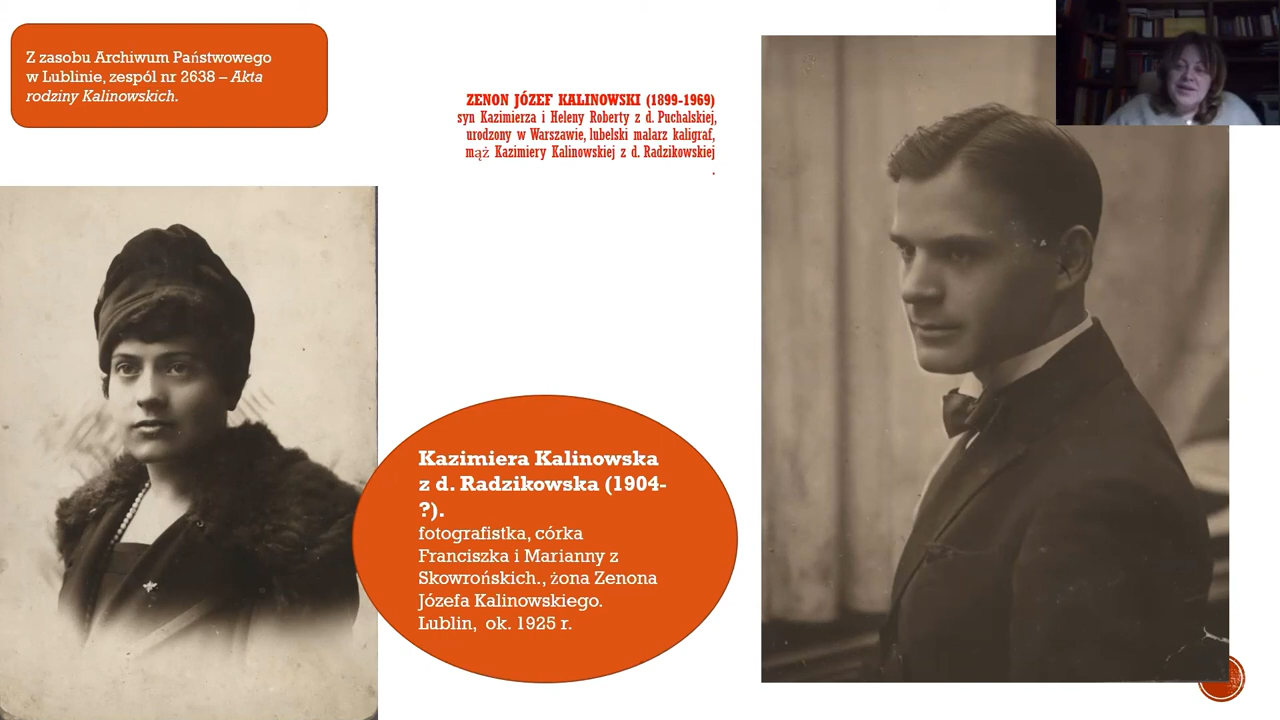 Z zasobu Archiwum Państwowego
w Lublinie, zespól nr 2638 – Akta
rodziny Kalinowskich.
ZENON JÓZEF KALINOWSKI (1899-1969)
syn Kazimierza i Heleny Roberty z d. Puchalskiej,
urodzony w Warszawie, lubelski malarz kaligraf,
mąż Kazimiery Kalinowskiej z d. Radzikowskiej
.
Kazimiera Kalinowska
z d. Radzikowska (1904-
?).
fotografistka, córka
Franciszka i Marianny z
Skowrońskich., żona Zenona
Józefa Kalinowskiego.
Lublin, ok. 1925 r.